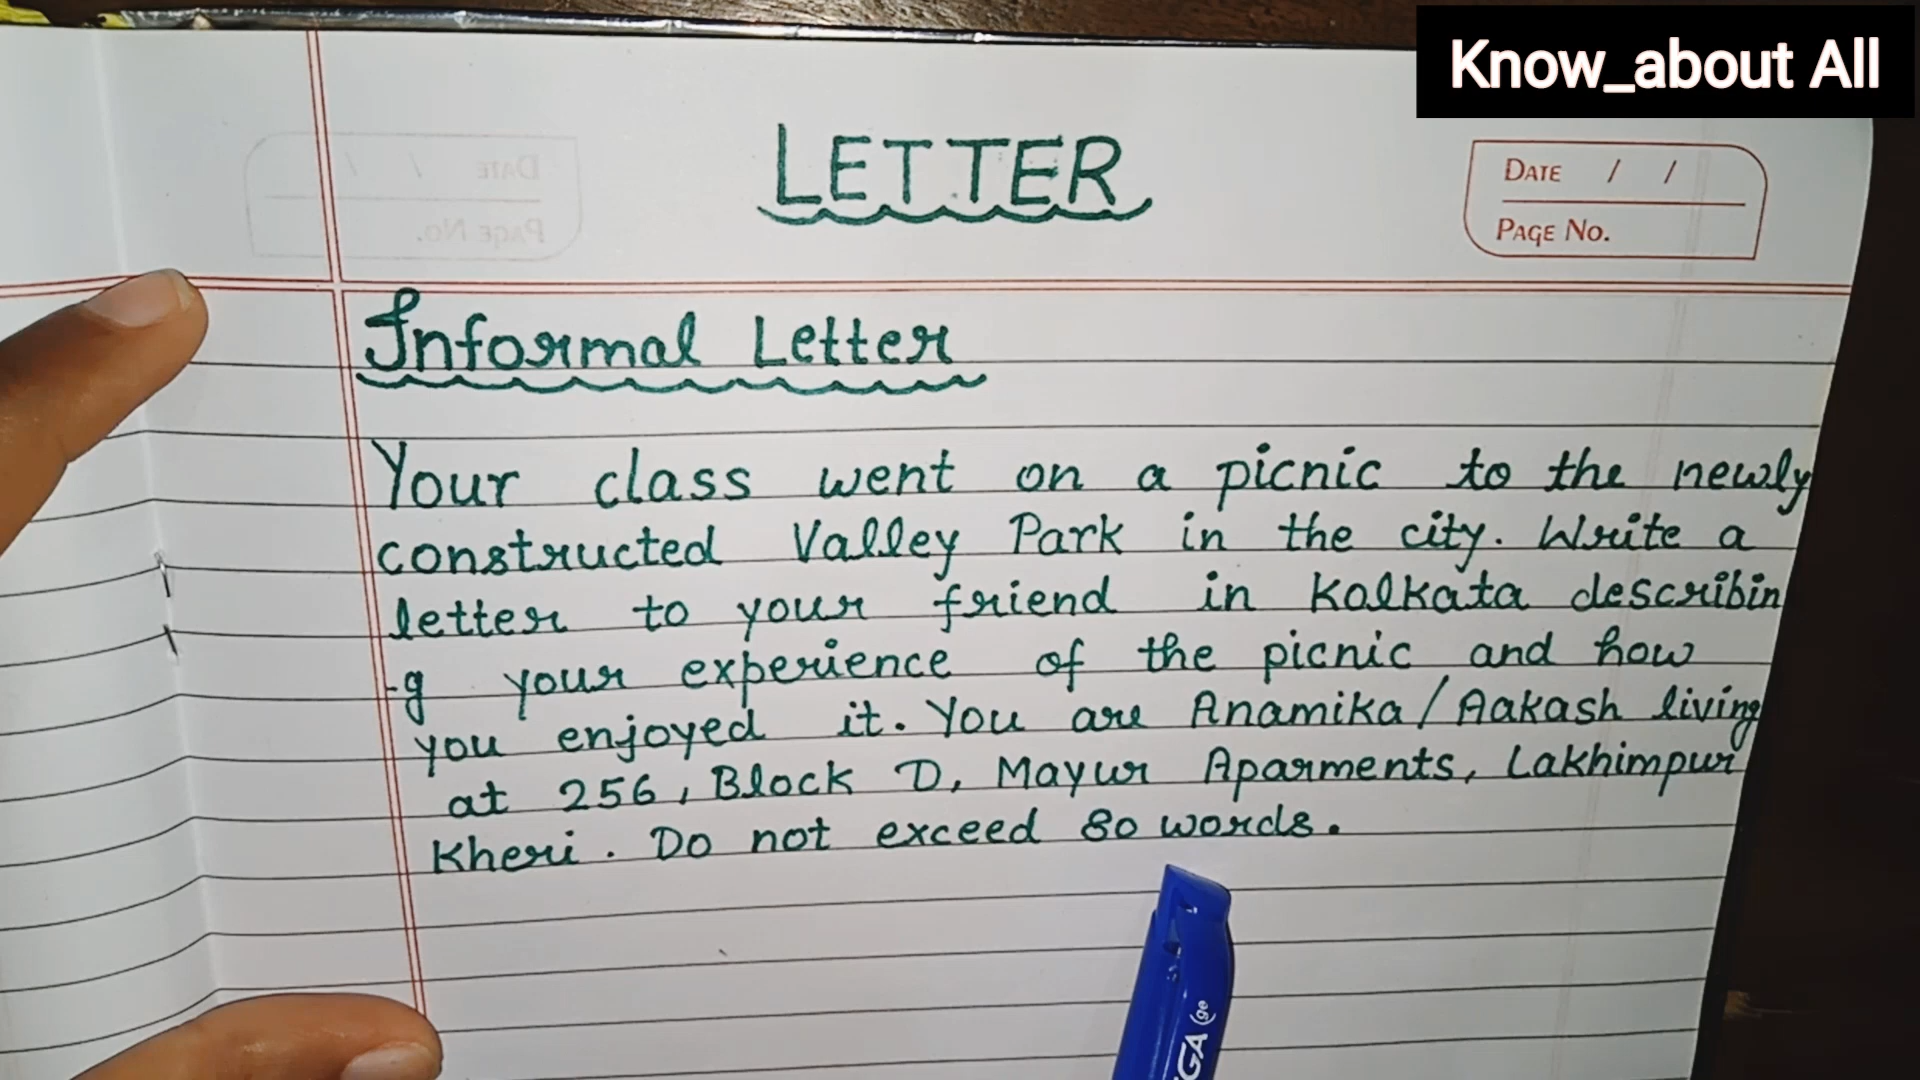 Know_about All
LETTER
DATE / /
PAGE NO.
Informal Letter
Your class went on a picnic to the newly
constructed Valley Park in the city. Write a
letter to your friend in Kolkata describin
-g your experience of the picnic and how
you enjoyed it. You are Anamika/Aakash living
at 256, Block D, Mayur Aparments, Lakhimpur
Kheri. Do not exceed 80 words.